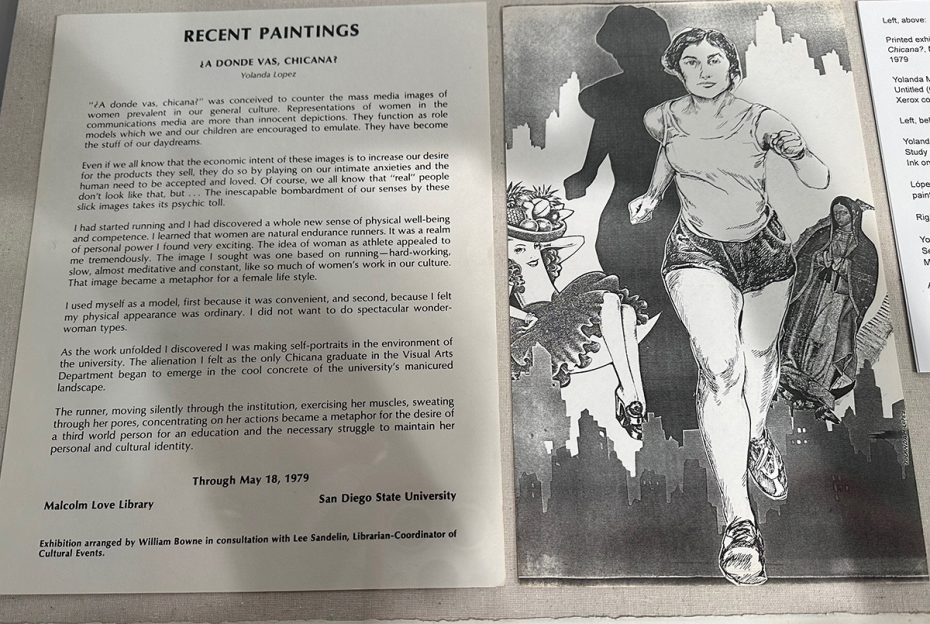 RECENT PAINTINGS
¿A DONDE VAS, CHICANA?
Yolanda Lopez
"¿A donde vas, chicana?" was conceived to counter the mass media images of
women prevalent in our general culture. Representations of women in the
communications media are more than innocent depictions. They function as role
models which we and our children are encouraged to emulate. They have become
the stuff of our daydreams.
Even if we all know that the economic intent of these images is to increase our desire
for the products they sell, they do so by playing on our intimate anxieties and the
human need to be accepted and loved. Of course, we all know that "real" people
don't look like that, but . . . The inescapable bombardment of our senses by these
slick images takes its psychic toll.
I had started running and I had discovered a whole new sense of physical well-being
and competence. I learned that women are natural endurance runners. It was a realm
of personal power I found very exciting. The idea of woman as athlete appealed to
me tremendously. The image I sought was one based on running—hard-working,
slow, almost meditative and constant, like so much of women's work in our culture.
That image became a metaphor for a female life style.
I used myself as a model, first because it was convenient, and second, because I felt
my physical appearance was ordinary. I did not want to do spectacular wonder-
woman types.
As the work unfolded I discovered I was making self-portraits in the environment of
the university. The alienation I felt as the only Chicana graduate in the Visual Arts
Department began to emerge in the cool concrete of the university's manicured
landscape.
The runner, moving silently through the institution, exercising her muscles, sweating
through her pores, concentrating on her actions became a metaphor for the desire of
a third world person for an education and the necessary struggle to maintain her
personal and cultural identity.
Through May 18, 1979
Malcolm Love Library
San Diego State University
Exhibition arranged by William Bowne in consultation with Lee Sandelin, Librarian-Coordinator of
Cultural Events.
Left, above:
Printed exhi
Chicana?,
1979
Yolanda M
Untitled
Xerox co
Left, bel
Yoland
Study
Ink on
Lópe
pain
Rig
Yo
Se
M